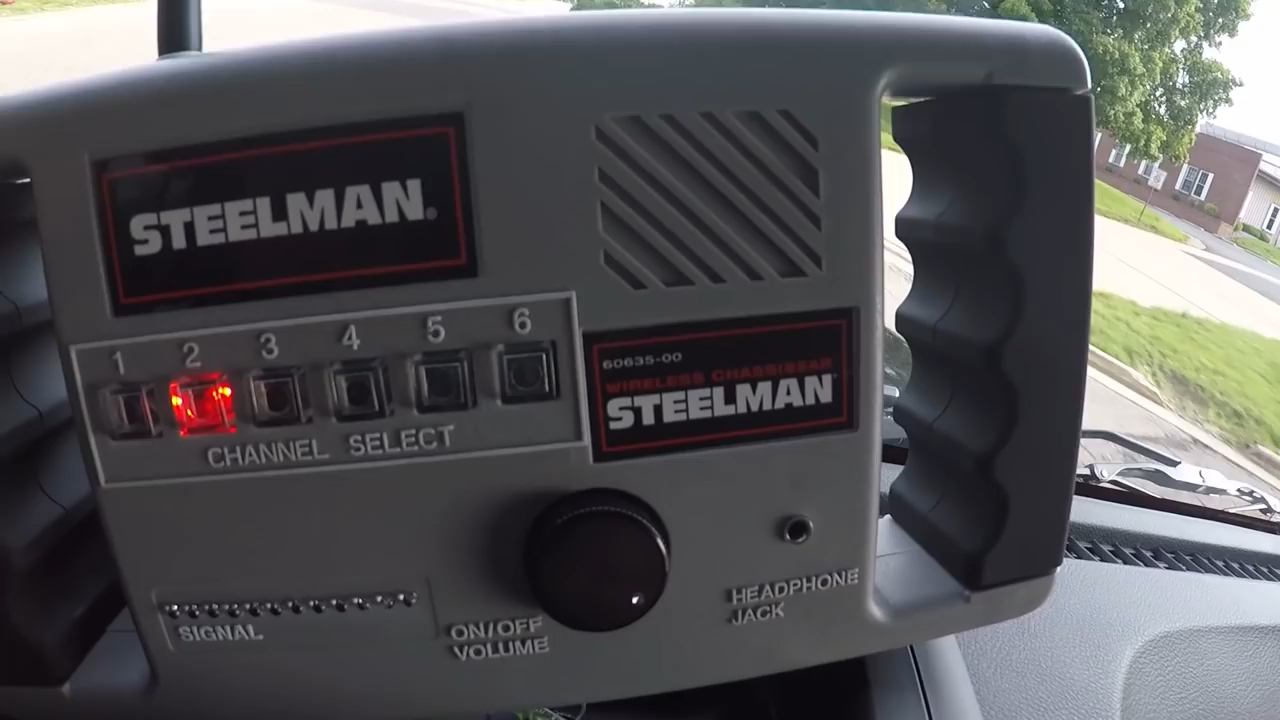 STEELMAN®
1 2 3 4 5 6
CHANNEL SELECT
60635-00
WIRELESS CHASSISEAR
STEELMAN
SIGNAL
ON/OFF
VOLUME
HEADPHONE
JACK